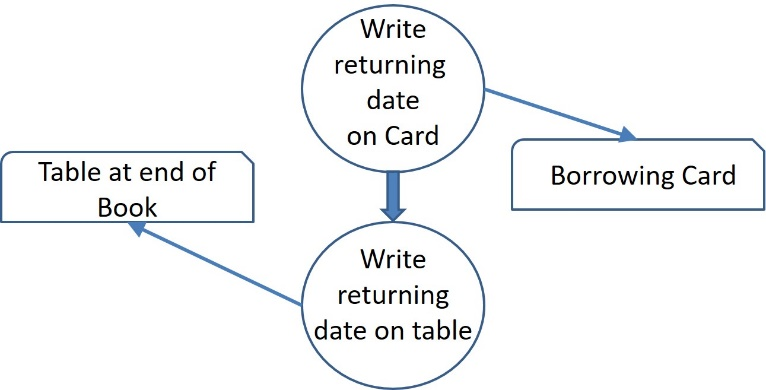 Write
returning
date
on Card
Table at end of
Book
Borrowing Card
Write
returning
date on table